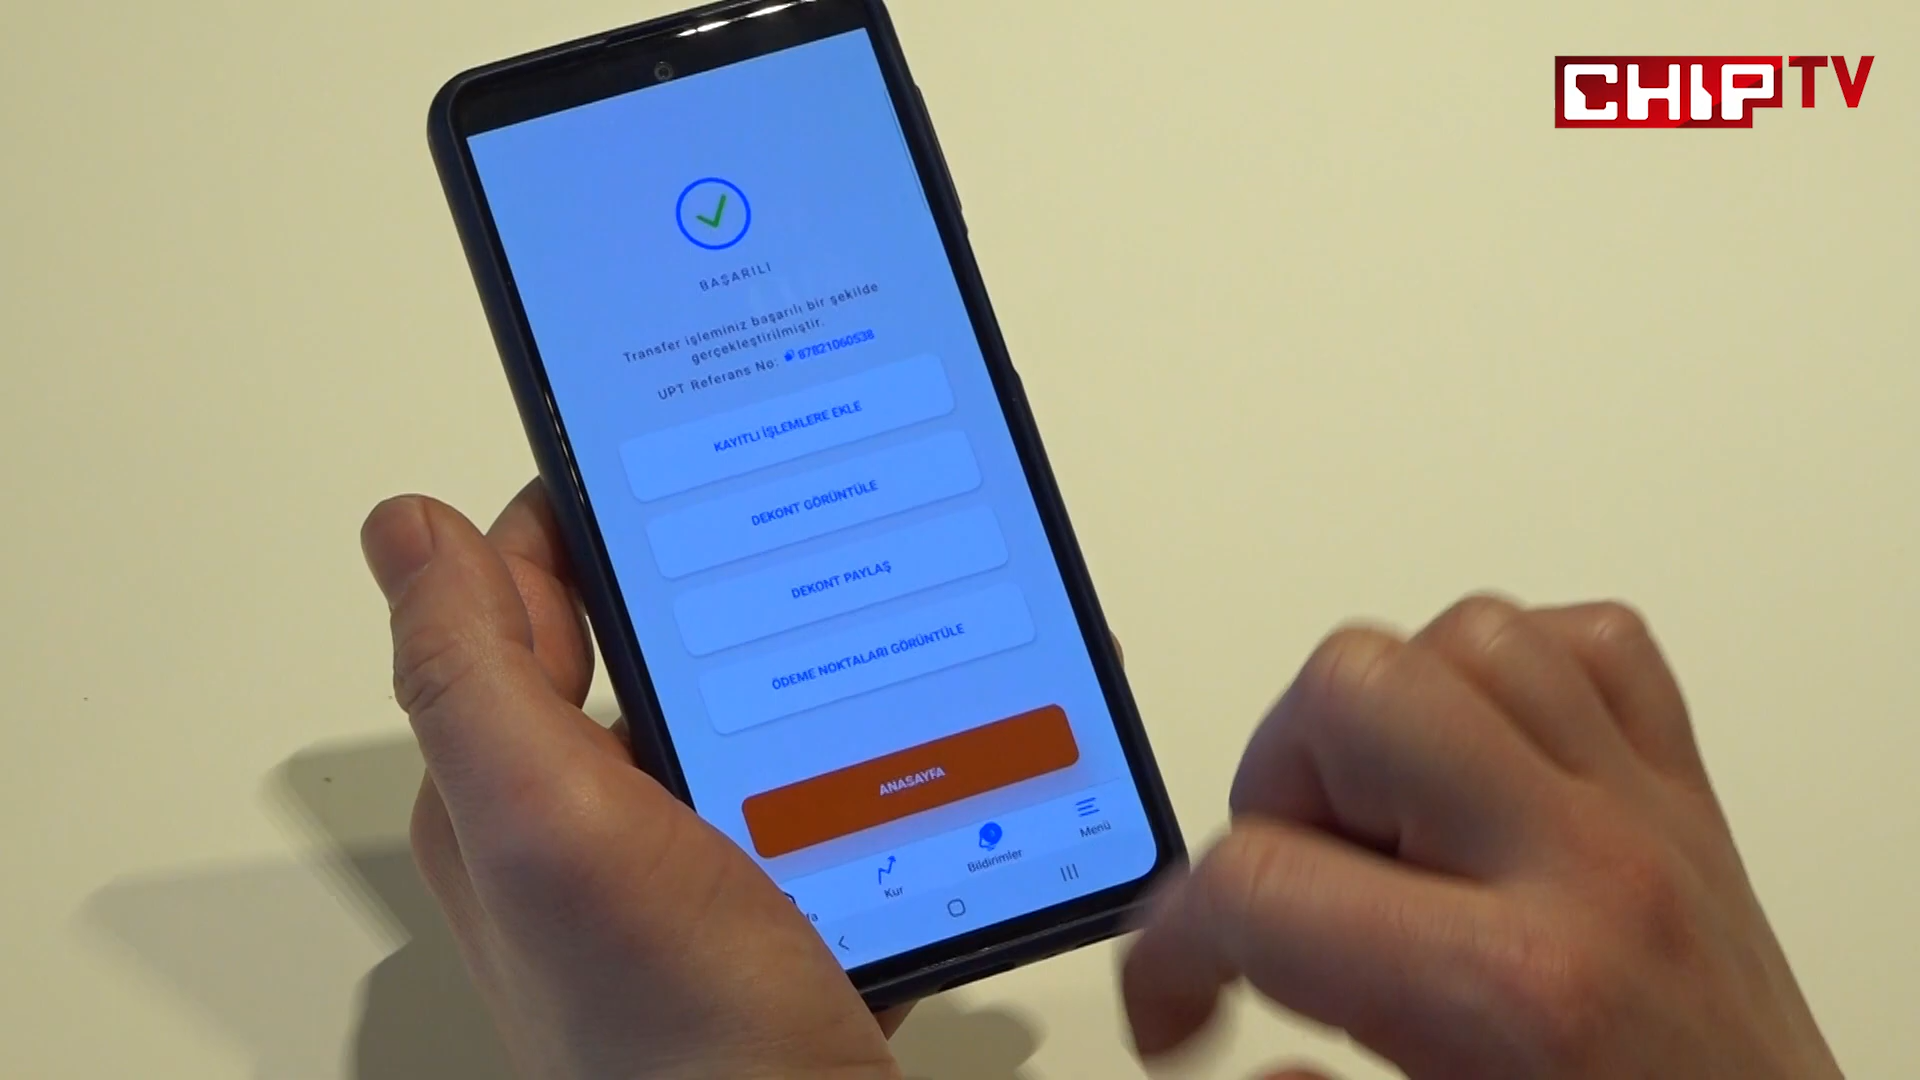 CHIP TV
BAŞARILI
Transfer işleminiz başarılı bir şekilde
gerçekleştirilmiştir.
UPT Referans No: 87821060538
KAYITLI İŞLEMLERE EKLE
DEKONT GÖRÜNTÜLE
DEKONT PAYLAŞ
ÖDEME NOKTALARI GÖRÜNTÜLE
ANASAYFA
fa
Kur
Bildirimler
Menü